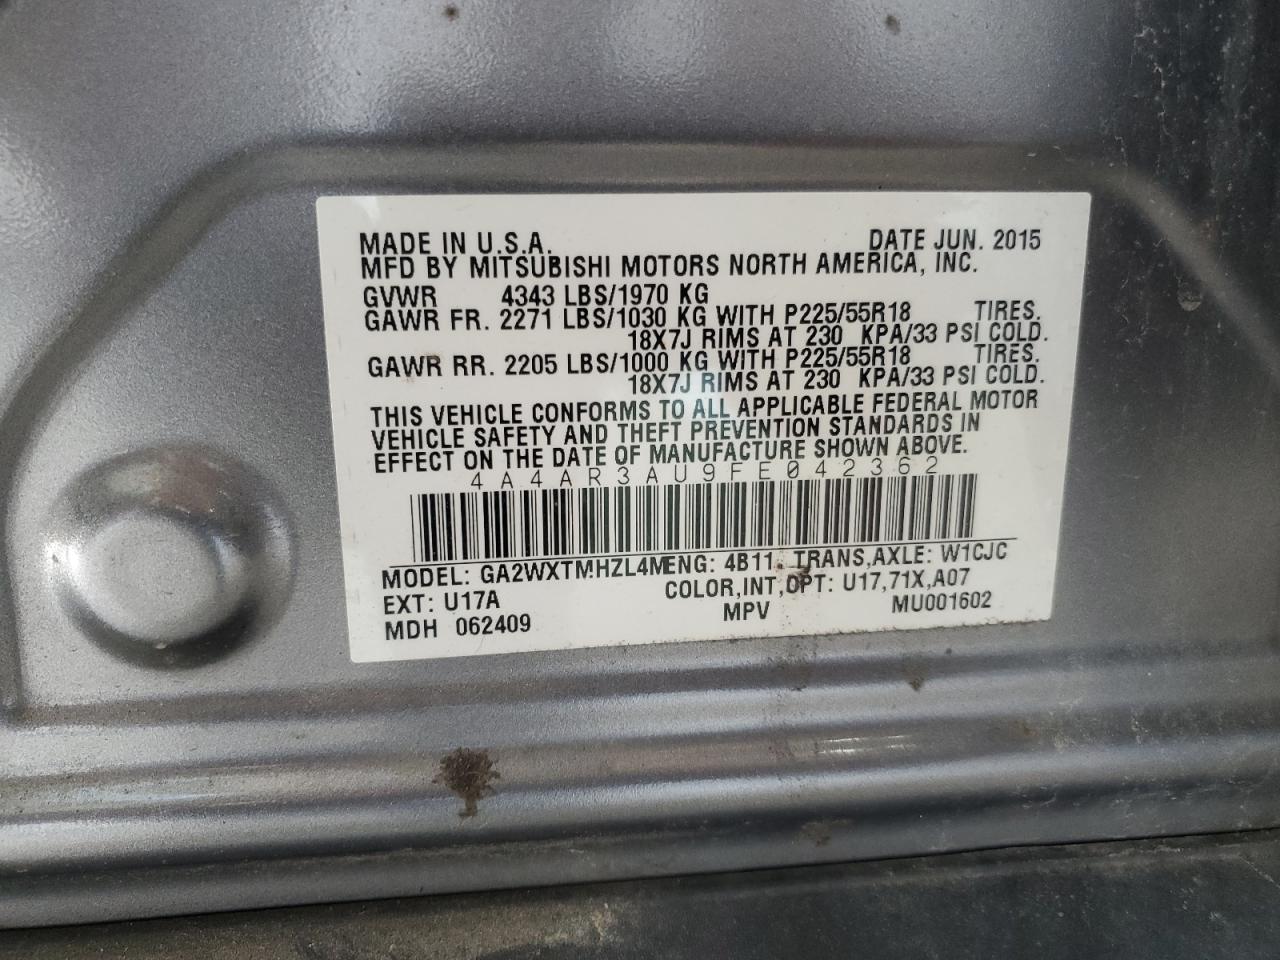 MADE IN U.S.A. DATE JUN. 2015
MFD BY MITSUBISHI MOTORS NORTH AMERICA, INC.
GVWR 4343 LBS/1970 KG
GAWR FR. 2271 LBS/1030 KG WITH P225/55R18 TIRES.
18X7J RIMS AT 230 KPA/33 PSI COLD.
GAWR RR. 2205 LBS/1000 KG WITH P225/55R18 TIRES.
18X7J RIMS AT 230 KPA/33 PSI COLD.
THIS VEHICLE CONFORMS TO ALL APPLICABLE FEDERAL MOTOR
VEHICLE SAFETY AND THEFT PREVENTION STANDARDS IN
EFFECT ON THE DATE OF MANUFACTURE SHOWN ABOVE.
4A4AR3AU9FE042362
MODEL: GA2WXTMHZL4M ENG: 4B11 TRANS,AXLE: W1CJC
EXT: U17A COLOR,INT,OPT: U17,71X,A07
MDH 062409 MPV MU001602